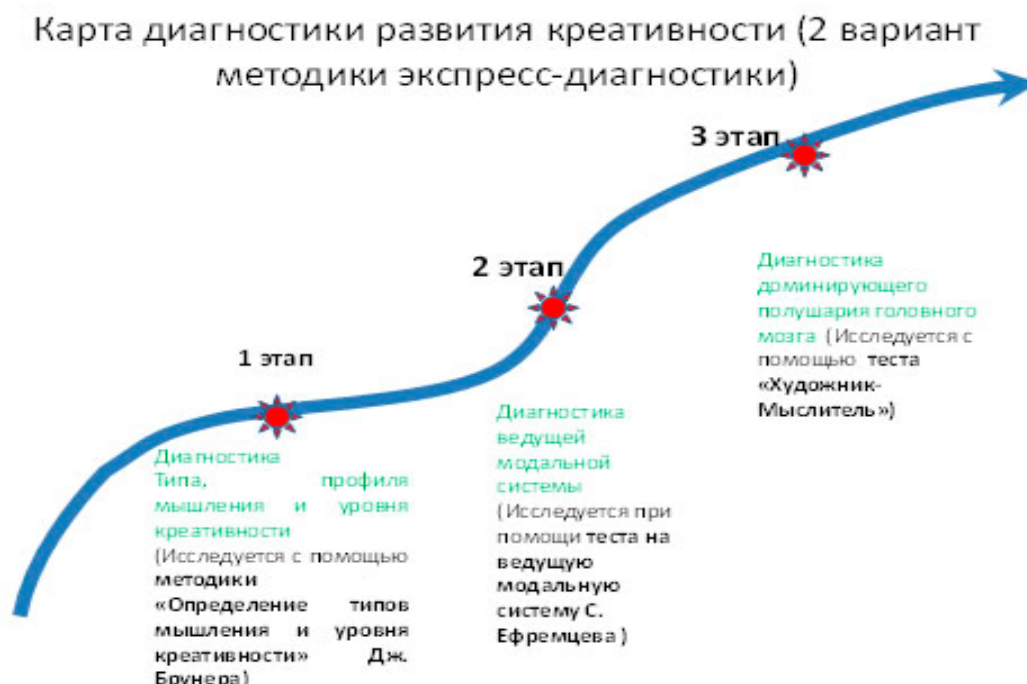 Карта диагностики развития креативности (2 вариант
методики экспресс-диагностики)
1 этап
Диагностика
Типа, профиля
мышления и уровня
креативности
(Исследуется с помощью
методики
«Определение типов
мышления и уровня
креативности» Дж.
Брунера)
2 этап
Диагностика
ведущей
модальной
системы
(Исследуется при
помощи теста на
ведущую
модальную
систему С.
Ефремцева )
3 этап
Диагностика
доминирующего
полушария головного
мозга (Исследуется с
помощью теста
«Художник-
Мыслитель»)